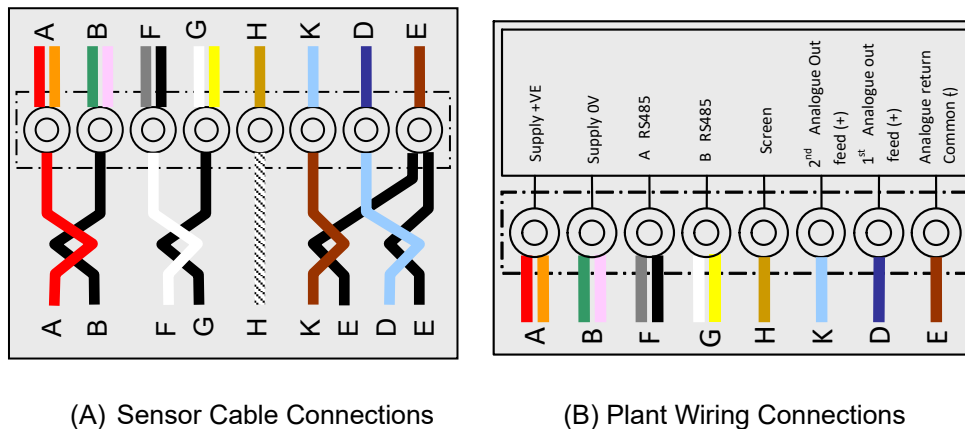 A B F G H K D E
A B F G H K E D E
Supply +VE
Supply 0V
A RS485
B RS485
Screen
2nd Analogue Out
feed (+)
1st Analogue out
feed (+)
Analogue return
Common (-)
A B F G H K D E
(A) Sensor Cable Connections
(B) Plant Wiring Connections